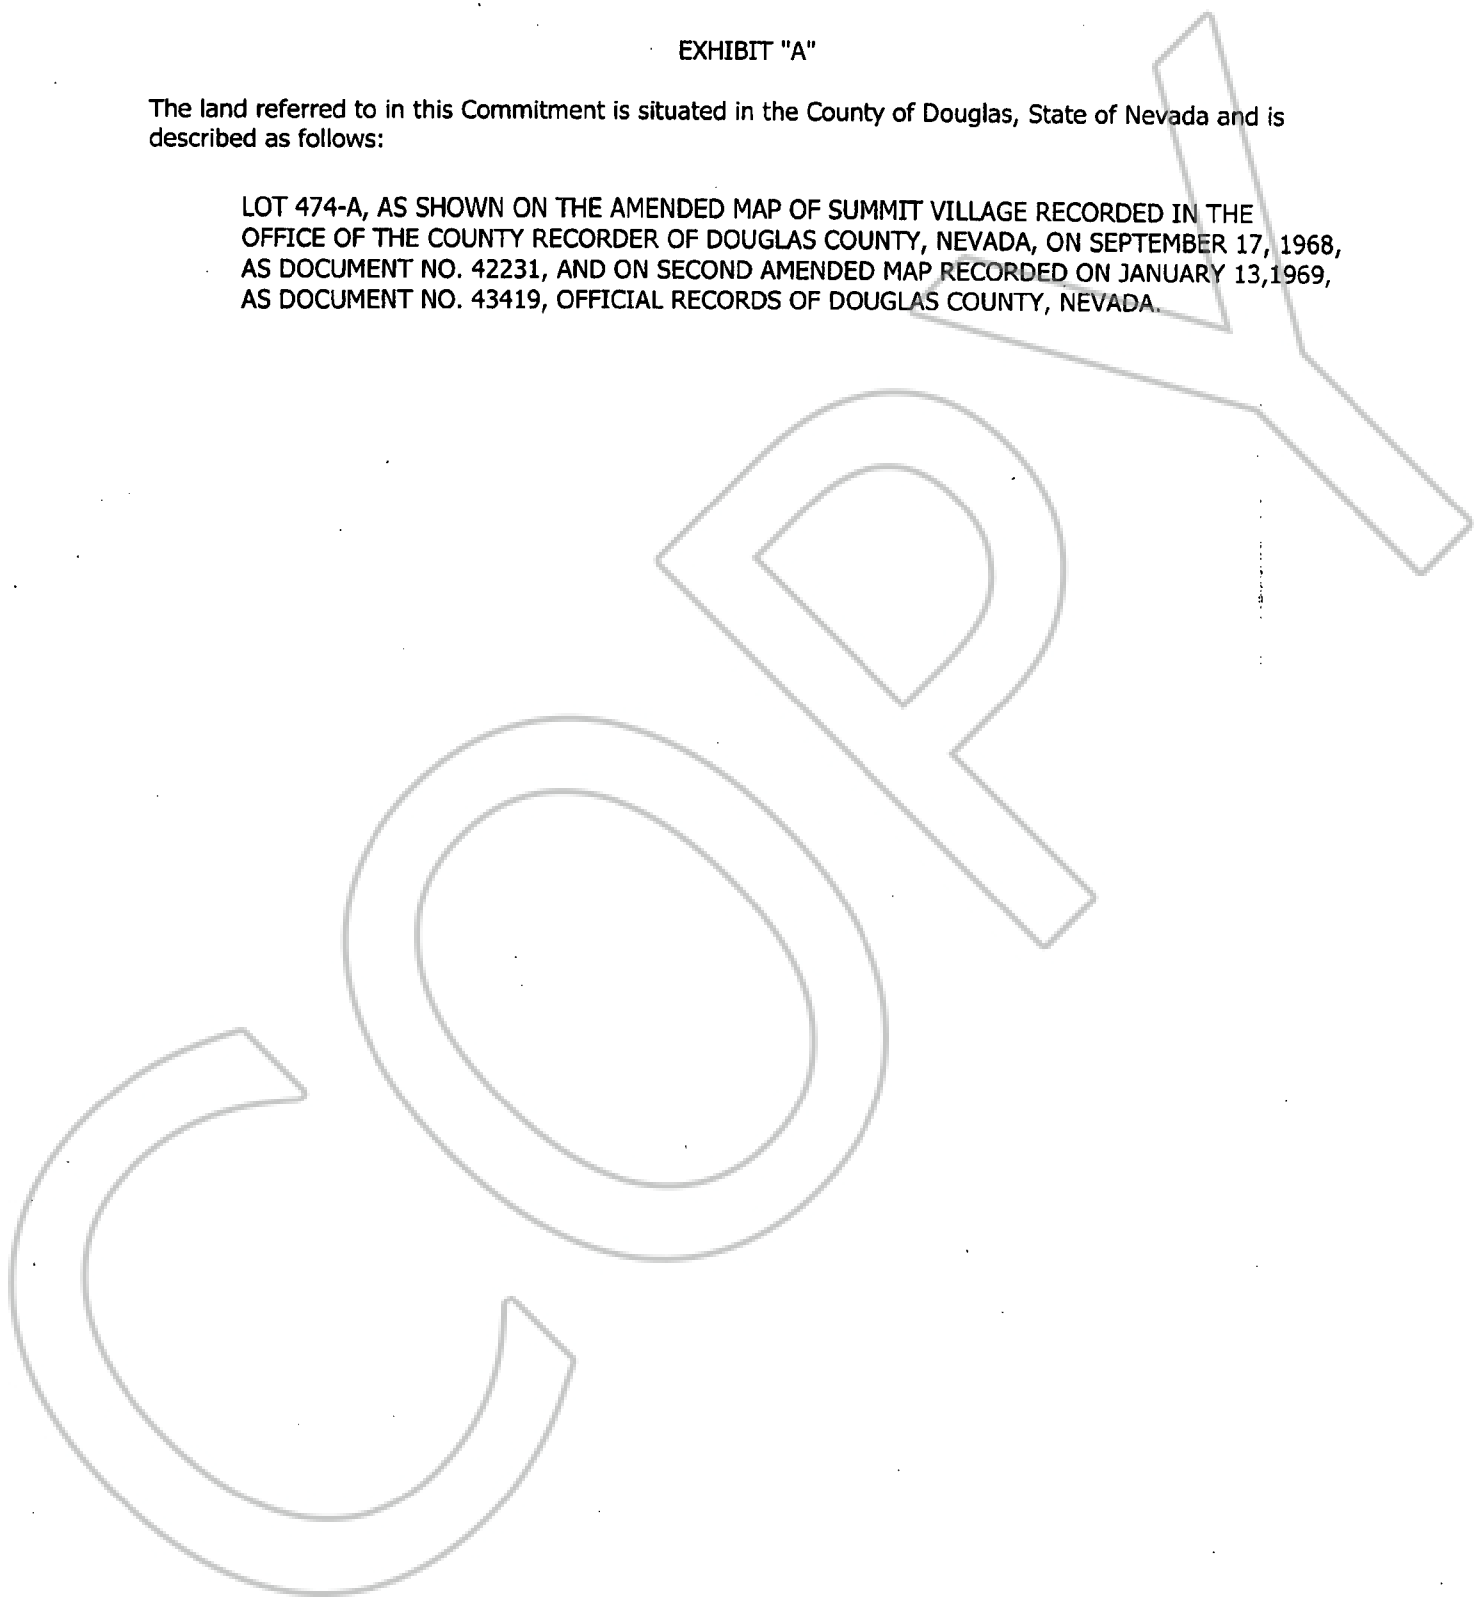 EXHIBIT "A"
The land referred to in this Commitment is situated in the County of Douglas, State of Nevada and is
described as follows:
LOT 474-A, AS SHOWN ON THE AMENDED MAP OF SUMMIT VILLAGE RECORDED IN THE
OFFICE OF THE COUNTY RECORDER OF DOUGLAS COUNTY, NEVADA, ON SEPTEMBER 17, 1968,
AS DOCUMENT NO. 42231, AND ON SECOND AMENDED MAP RECORDED ON JANUARY 13,1969,
AS DOCUMENT NO. 43419, OFFICIAL RECORDS OF DOUGLAS COUNTY, NEVADA.
COPY